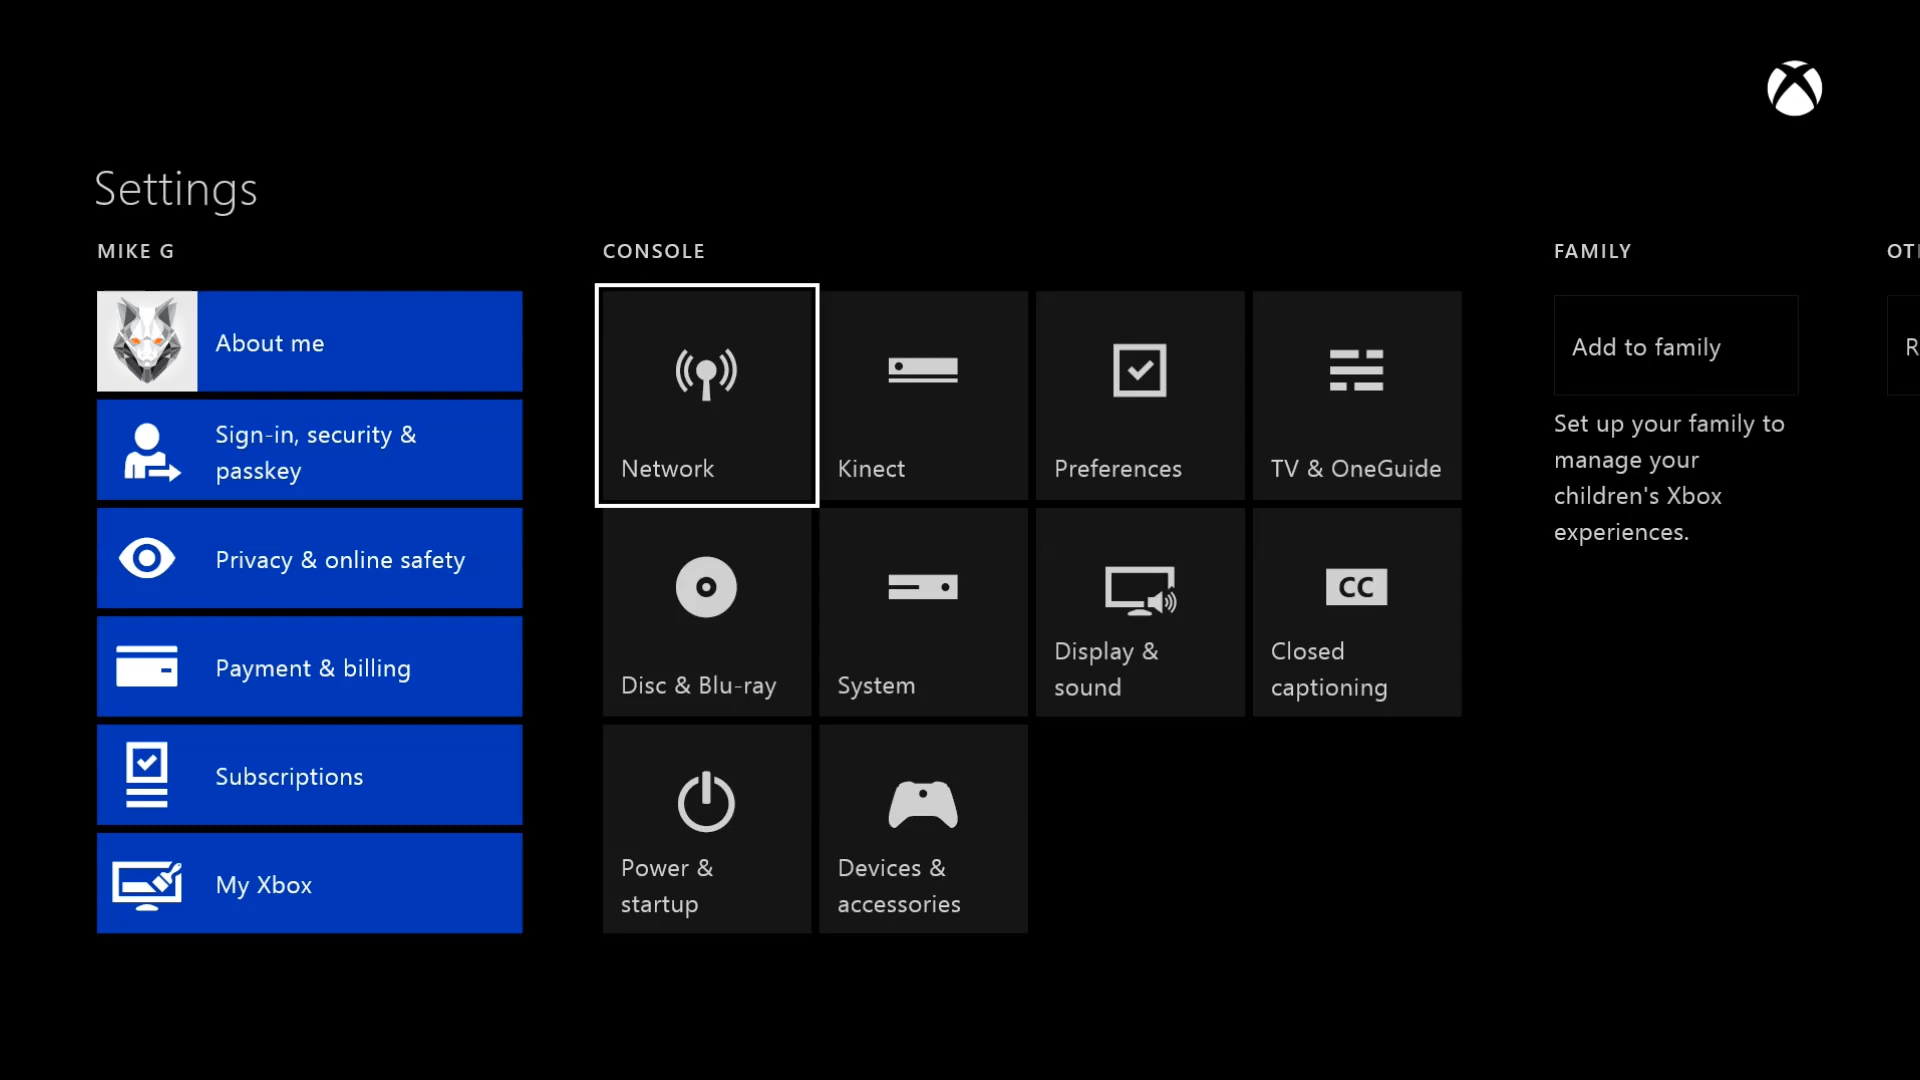 Settings
MIKE G
About me
Sign-in, security &
passkey
Privacy & online safety
Payment & billing
Subscriptions
My Xbox
CONSOLE
Network
Kinect
Preferences
TV & OneGuide
Disc & Blu-ray
System
Display &
sound
CC
Closed
captioning
Power &
startup
Devices &
accessories
FAMILY
Add to family
Set up your family to
manage your
children's Xbox
experiences.